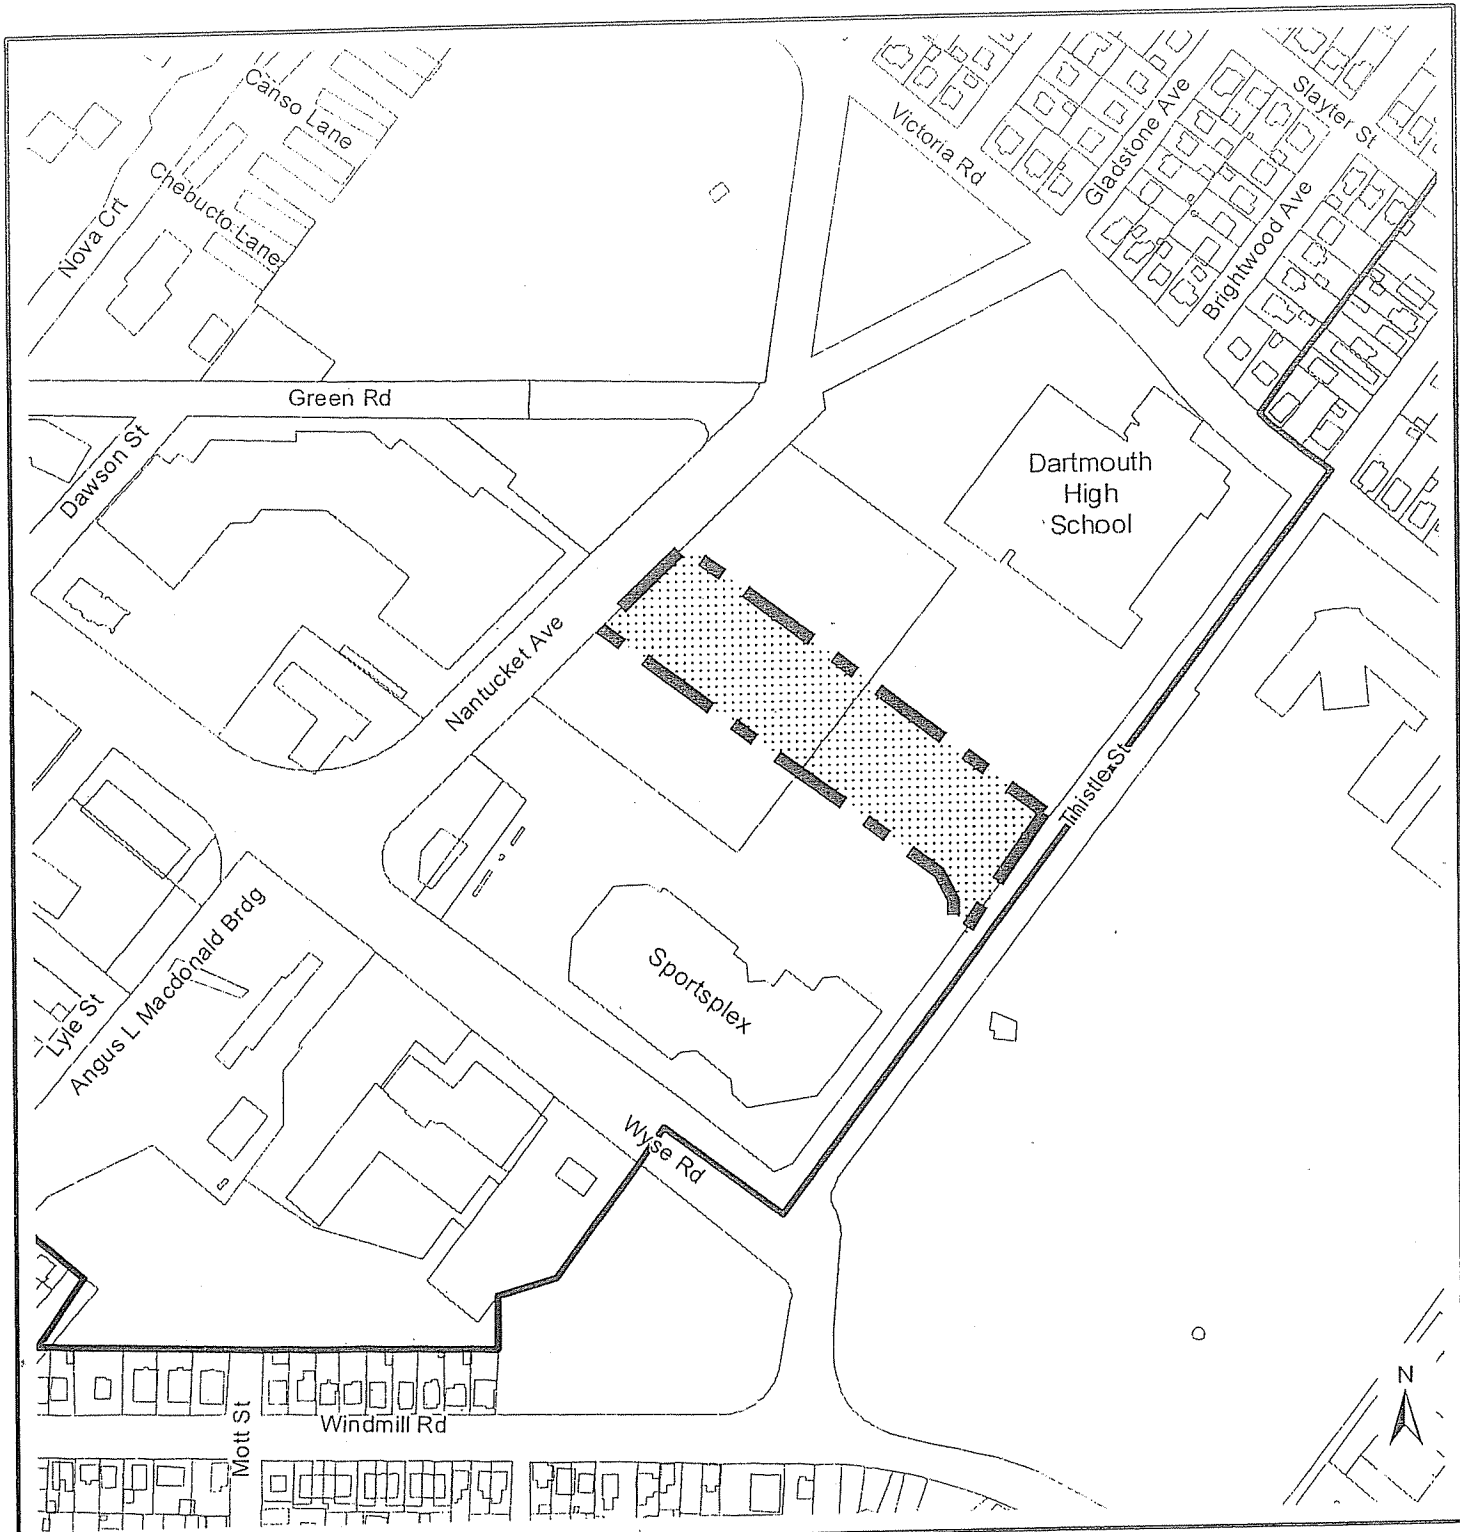 Canso Lane
Chebucto Lane
Nova Crt
Victoria Rd
Gladstone Ave
Slayter St
Brightwood Ave
Green Rd
Dawson St
Dartmouth
High
School
Nantucket Ave
Thistle St
Angus L Macdonald Brdg
Lyle St
Sportsplex
Wyse Rd
Mott St
Windmill Rd
N